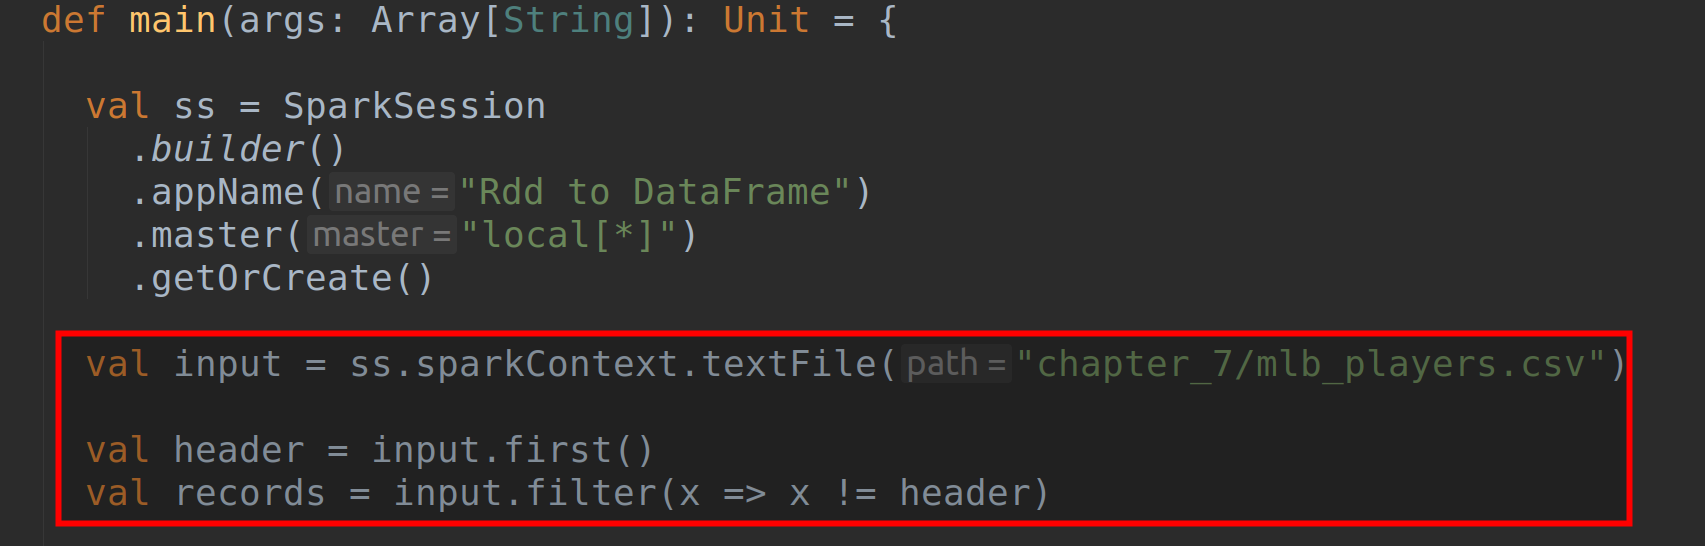 def main(args: Array[String]): Unit = {
val ss = SparkSession
.builder()
.appName( name = "Rdd to DataFrame")
.master( master = "local[*]")
.getOrCreate()
val input = ss.sparkContext.textFile( path = "chapter_7/mlb_players.csv")
val header = input.first()
val records = input.filter(x => x != header)